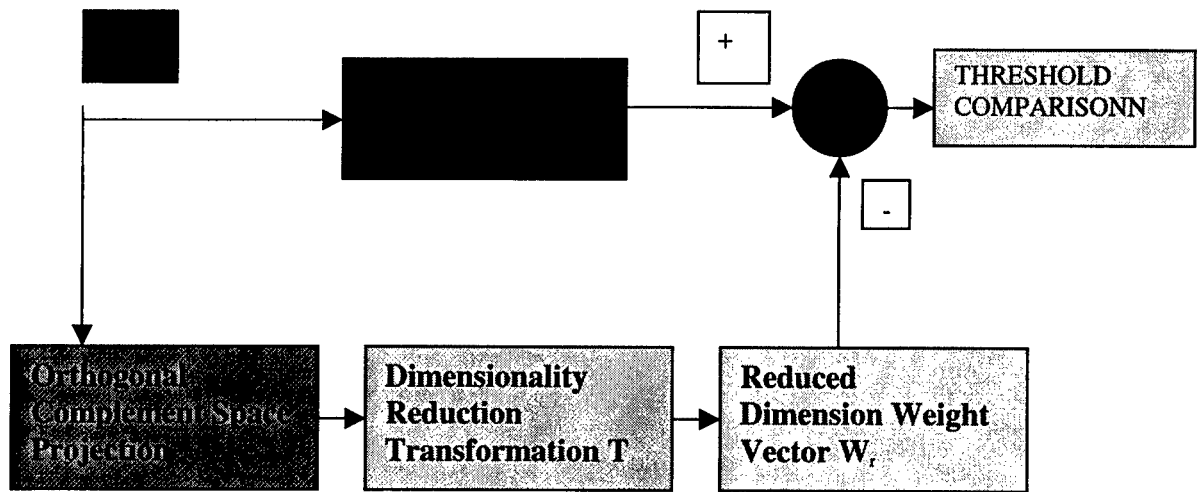 +
THRESHOLD
COMPARISONN
-
Orthogonal
Complement Space
Projection
Dimensionality
Reduction
Transformation T
Reduced
Dimension Weight
Vector Wr